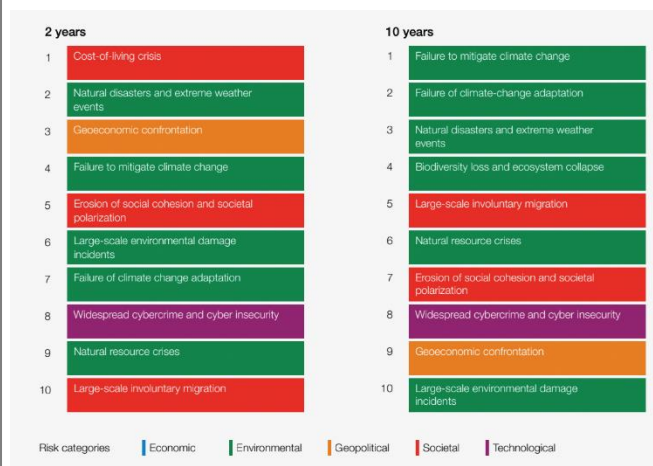 2 years
1 Cost-of-living crisis
2 Natural disasters and extreme weather
events
3 Geoeconomic confrontation
4 Failure to mitigate climate change
5 Erosion of social cohesion and societal
polarization
6 Large-scale environmental damage
incidents
7 Failure of climate change adaptation
8 Widespread cybercrime and cyber insecurity
9 Natural resource crises
10 Large-scale involuntary migration
10 years
1 Failure to mitigate climate change
2 Failure of climate-change adaptation
3 Natural disasters and extreme weather
events
4 Biodiversity loss and ecosystem collapse
5 Large-scale involuntary migration
6 Natural resource crises
7 Erosion of social cohesion and societal
polarization
8 Widespread cybercrime and cyber insecurity
9 Geoeconomic confrontation
10 Large-scale environmental damage
incidents
Risk categories Economic Environmental Geopolitical Societal Technological